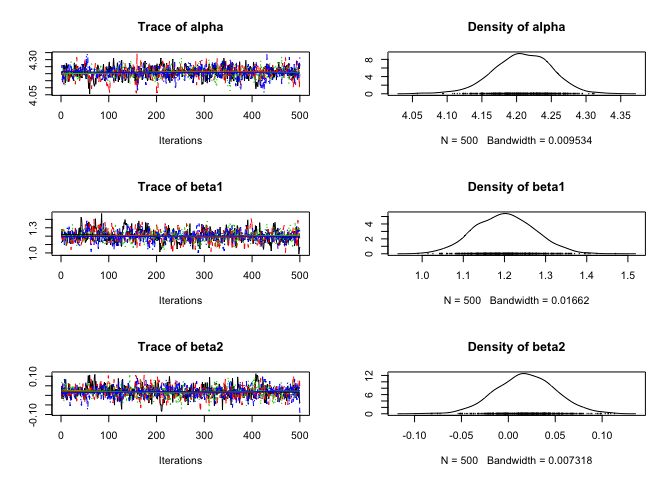 Trace of alpha
4.05 4.30
0 100 200 300 400 500
Iterations
Density of alpha
0 4 8
4.05 4.10 4.15 4.20 4.25 4.30 4.35
N = 500 Bandwidth = 0.009534
Trace of beta1
1.0 1.3
0 100 200 300 400 500
Iterations
Density of beta1
0 2 4
1.0 1.1 1.2 1.3 1.4 1.5
N = 500 Bandwidth = 0.01662
Trace of beta2
-0.10 0.10
0 100 200 300 400 500
Iterations
Density of beta2
0 4 8 12
-0.10 -0.05 0.00 0.05 0.10
N = 500 Bandwidth = 0.007318